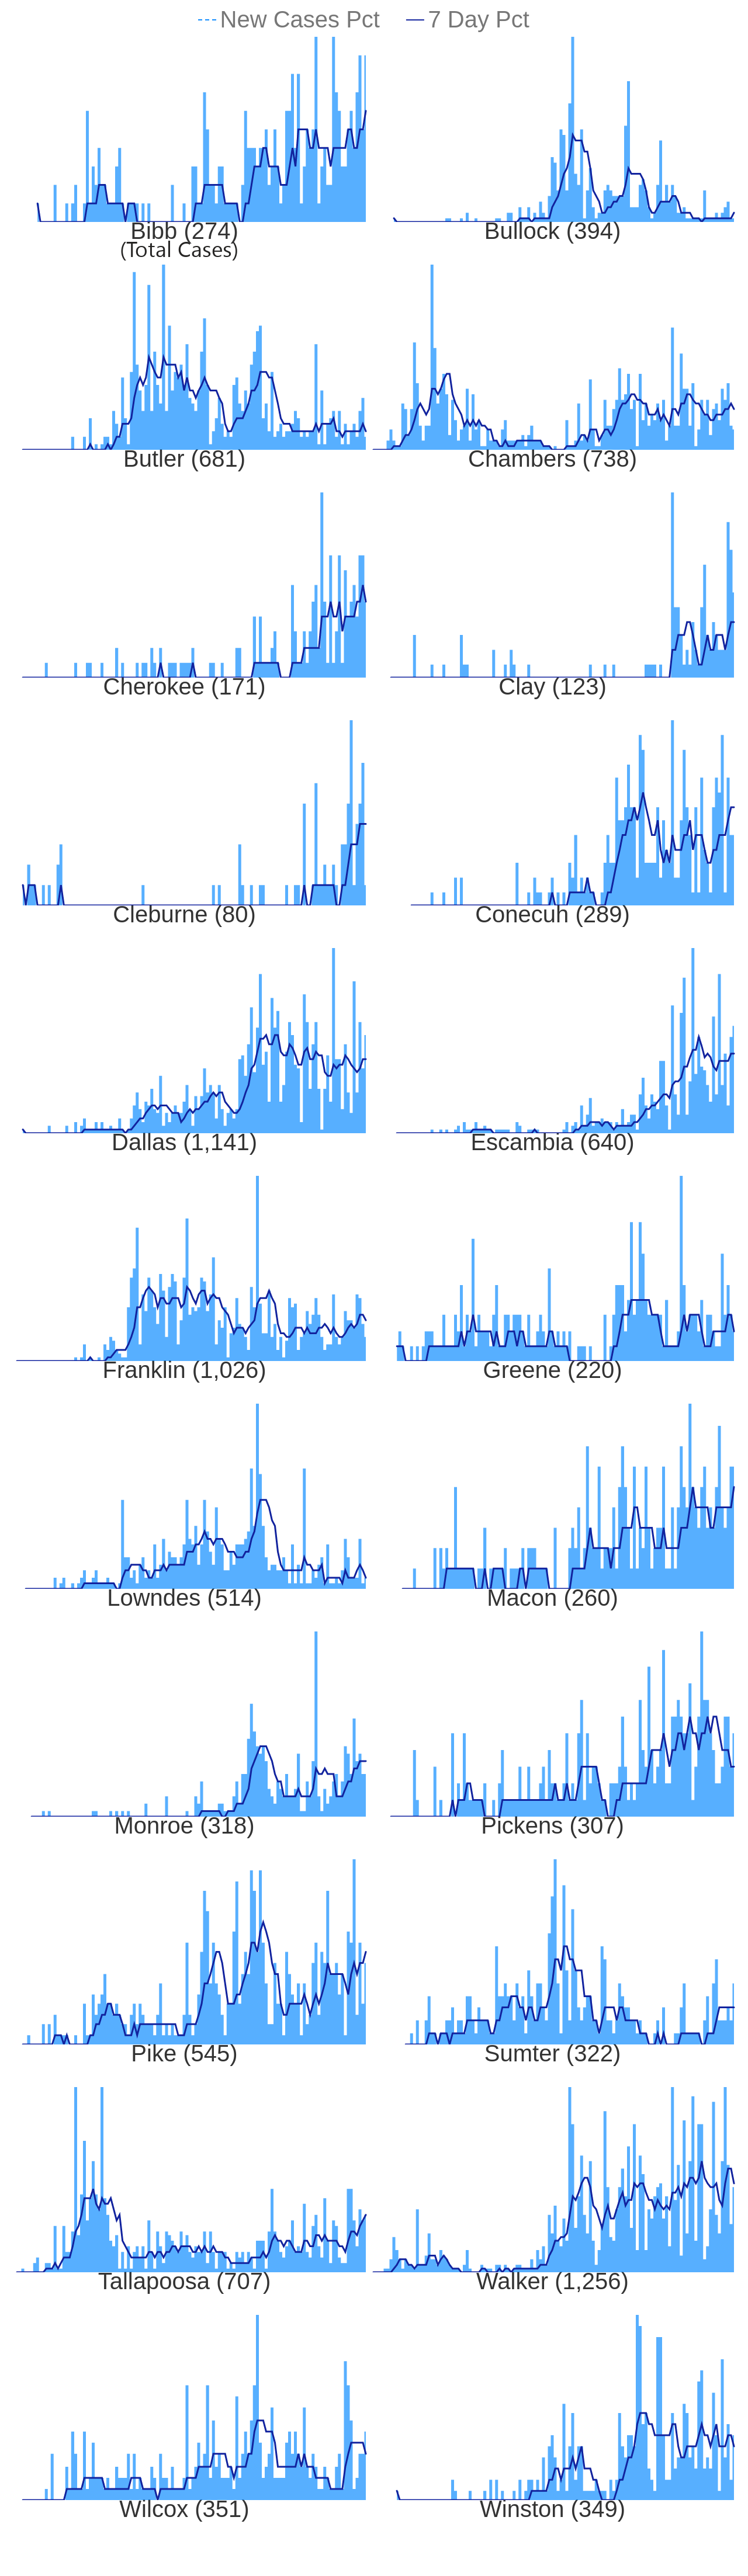 New Cases Pct 7 Day Pct
Bibb (274) Bullock (394)
(Total Cases)
Butler (681) Chambers (738)
Cherokee (171) Clay (123)
Cleburne (80) Conecuh (289)
Dallas (1,141) Escambia (640)
Franklin (1,026) Greene (220)
Lowndes (514) Macon (260)
Monroe (318) Pickens (307)
Pike (545) Sumter (322)
Tallapoosa (707) Walker (1,256)
Wilcox (351) Winston (349)